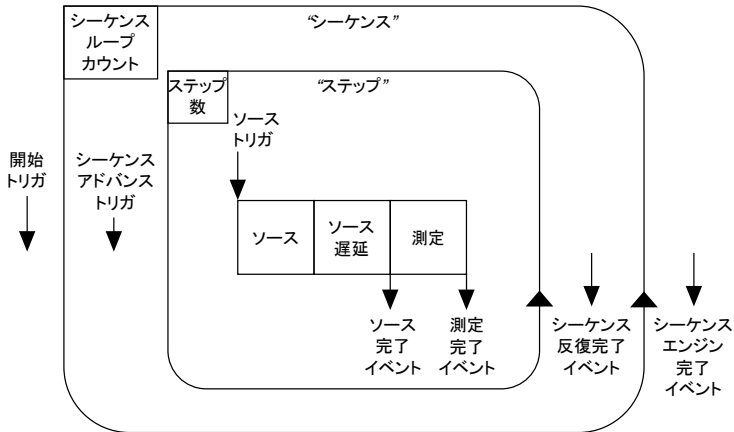 シーケンス
ループ
カウント
“シーケンス”
ステップ
数
“ステップ”
ソース
トリガ
開始
トリガ
シーケンス
アドバンス
トリガ
ソース
ソース
遅延
測定
ソース
完了
イベント
測定
完了
イベント
シーケンス
反復完了
イベント
シーケンス
エンジン
完了
イベント